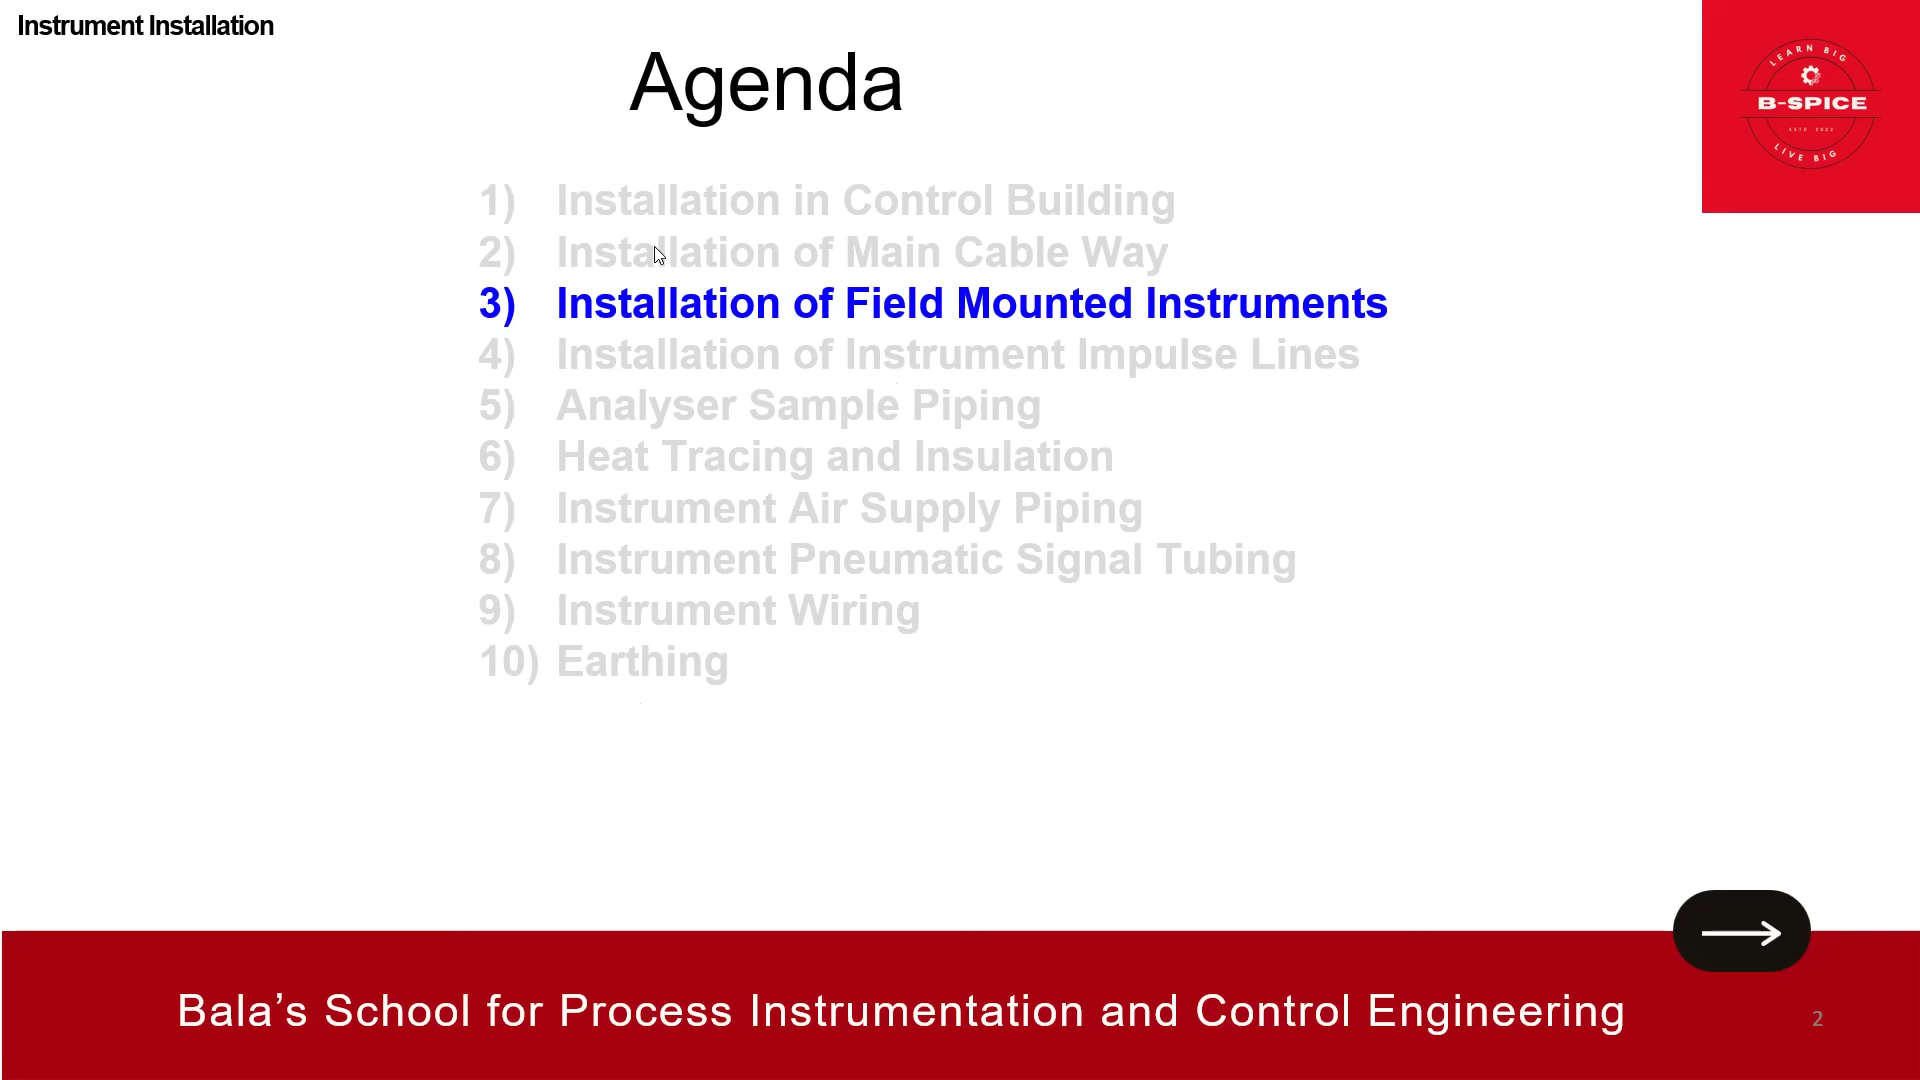 Instrument Installation
Agenda
LEARN BIG
B-SPICE
ESTD 2023
LIVE BIG
1) Installation in Control Building
2) Installation of Main Cable Way
3) Installation of Field Mounted Instruments
4) Installation of Instrument Impulse Lines
5) Analyser Sample Piping
6) Heat Tracing and Insulation
7) Instrument Air Supply Piping
8) Instrument Pneumatic Signal Tubing
9) Instrument Wiring
10) Earthing
Bala’s School for Process Instrumentation and Control Engineering
2